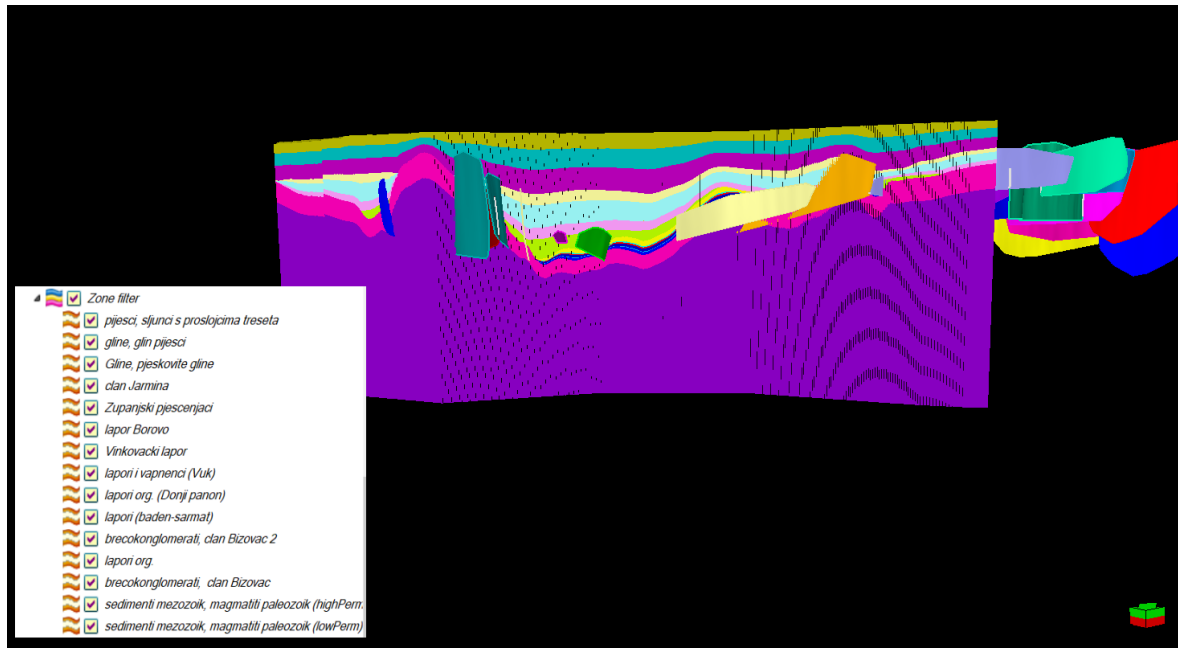 Zone filter
pijesci, sljunci s proslojcima treseta
gline, glin pijesci
Gline, pjeskovite gline
clan Jarmina
Zupanjski pjescenjaci
lapor Borovo
Vinkovacki lapor
lapori i vapnenci (Vuk)
lapori org. (Donji panon)
lapori (baden-sarmat)
brecokonglomerati, clan Bizovac 2
lapori org.
brecokonglomerati, clan Bizovac
sedimenti mezozoik, magmatiti paleozoik (highPerm
sedimenti mezozoik, magmatiti paleozoik (lowPerm)